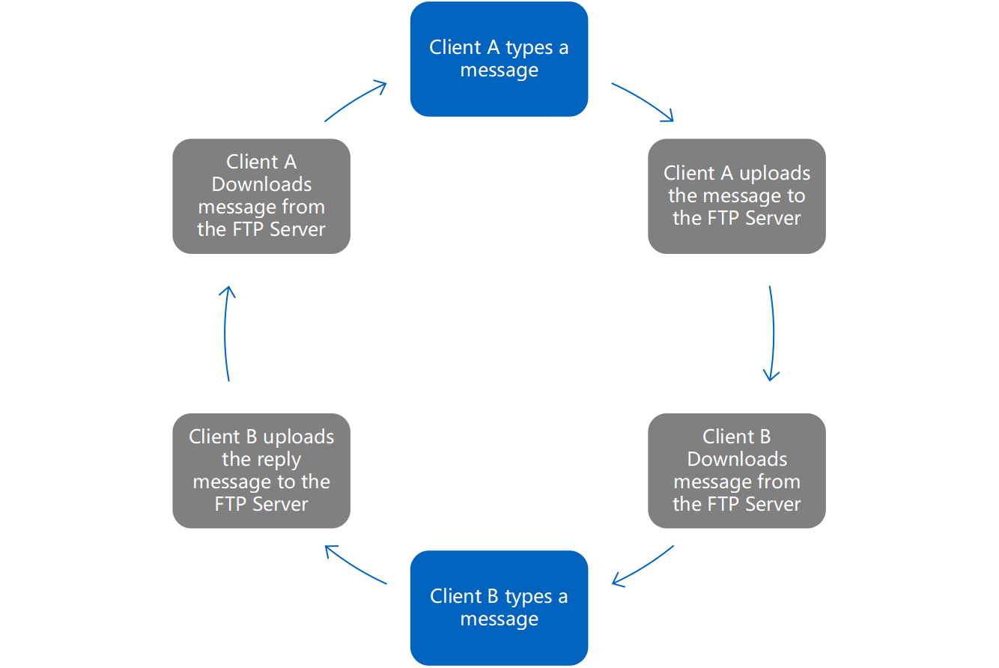 Client A types a
message
Client A uploads
the message to
the FTP Server
Client B
Downloads
message from
the FTP Server
Client B types a
message
Client B uploads
the reply
message to the
FTP Server
Client A
Downloads
message from
the FTP Server